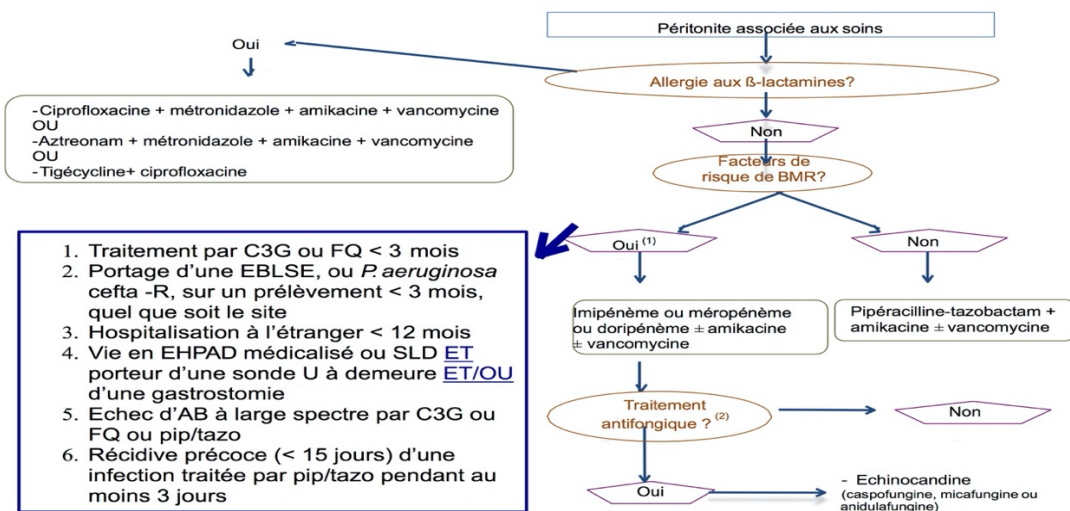 Péritonite associée aux soins
Oui
Allergie aux ß-lactamines?
-Ciprofloxacine + métronidazole + amikacine + vancomycine
OU
-Aztreonam + métronidazole + amikacine + vancomycine
OU
-Tigécycline+ ciprofloxacine
Non
Facteurs de
risque de BMR?
Oui (1)
Non
1. Traitement par C3G ou FQ < 3 mois
2. Portage d'une EBLSE, ou P. aeruginosa
cefta -R, sur un prélèvement < 3 mois,
quel que soit le site
3. Hospitalisation à l'étranger < 12 mois
4. Vie en EHPAD médicalisé ou SLD ET
porteur d'une sonde U à demeure ET/OU
d'une gastrostomie
5. Echec d'AB à large spectre par C3G ou
FQ ou pip/tazo
6. Récidive précoce (< 15 jours) d'une
infection traitée par pip/tazo pendant au
moins 3 jours
Imipénème ou méropénème
ou doripénème ± amikacine
± vancomycine
Pipéracilline-tazobactam +
amikacine ± vancomycine
Traitement
antifongique ? (2)
Non
Oui
- Echinocandine
(caspofungine, micafungine ou
anidulafungine)